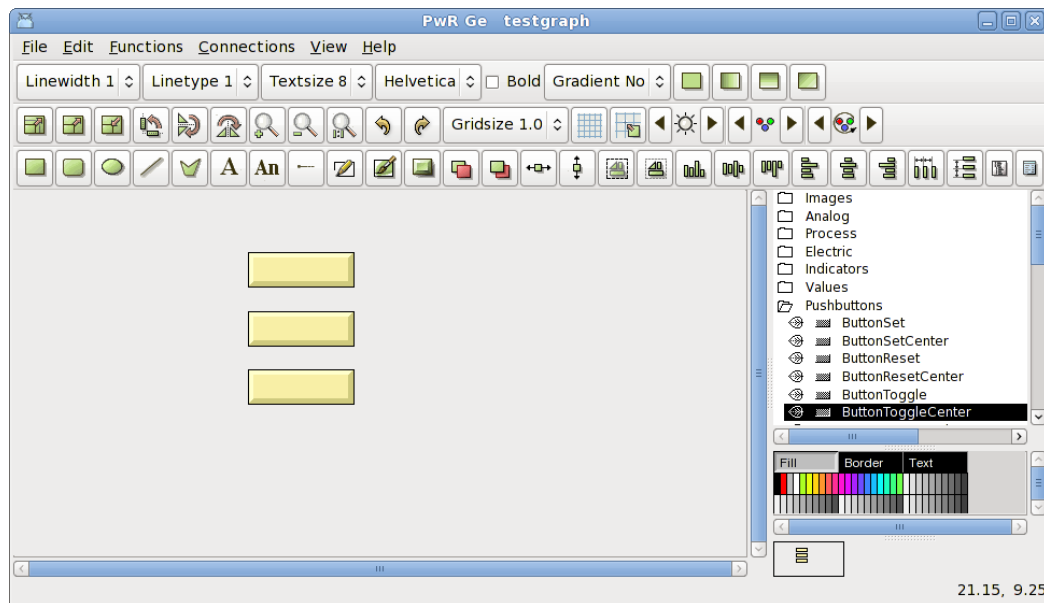 PwR Ge testgraph
File Edit Functions Connections View Help
Linewidth 1 Linetype 1 Textsize 8 Helvetica Bold Gradient No
Gridsize 1.0
A An
Images
Analog
Process
Electric
Indicators
Values
Pushbuttons
ButtonSet
ButtonSetCenter
ButtonReset
ButtonResetCenter
ButtonToggle
ButtonToggleCenter
Fill Border Text
21.15, 9.25